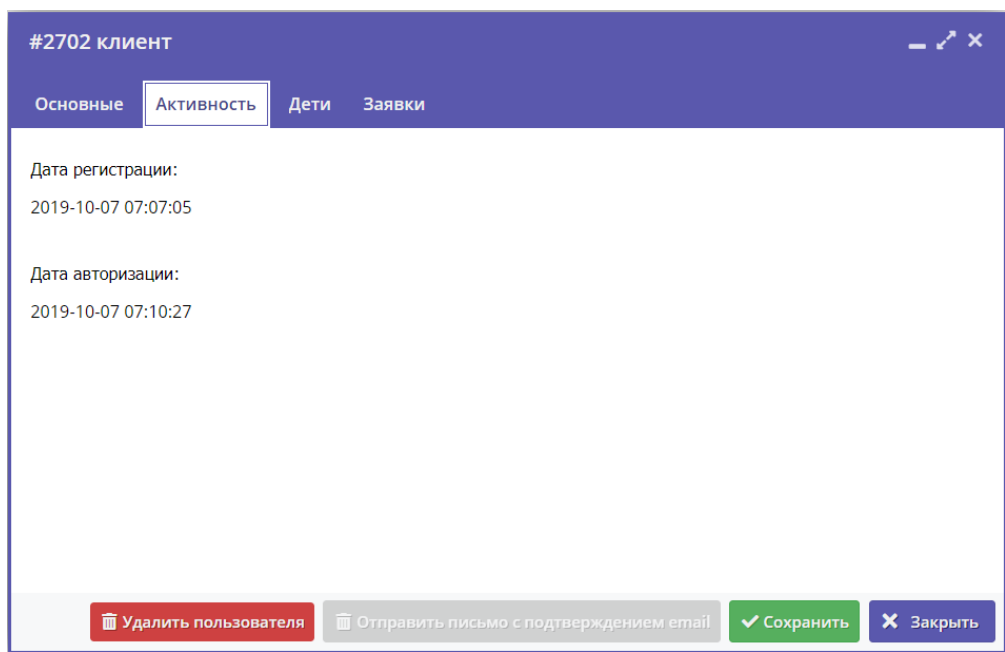 #2702 клиент
Основные Активность Дети Заявки
Дата регистрации:
2019-10-07 07:07:05
Дата авторизации:
2019-10-07 07:10:27
Удалить пользователя Отправить письмо с подтверждением email Сохранить Закрыть